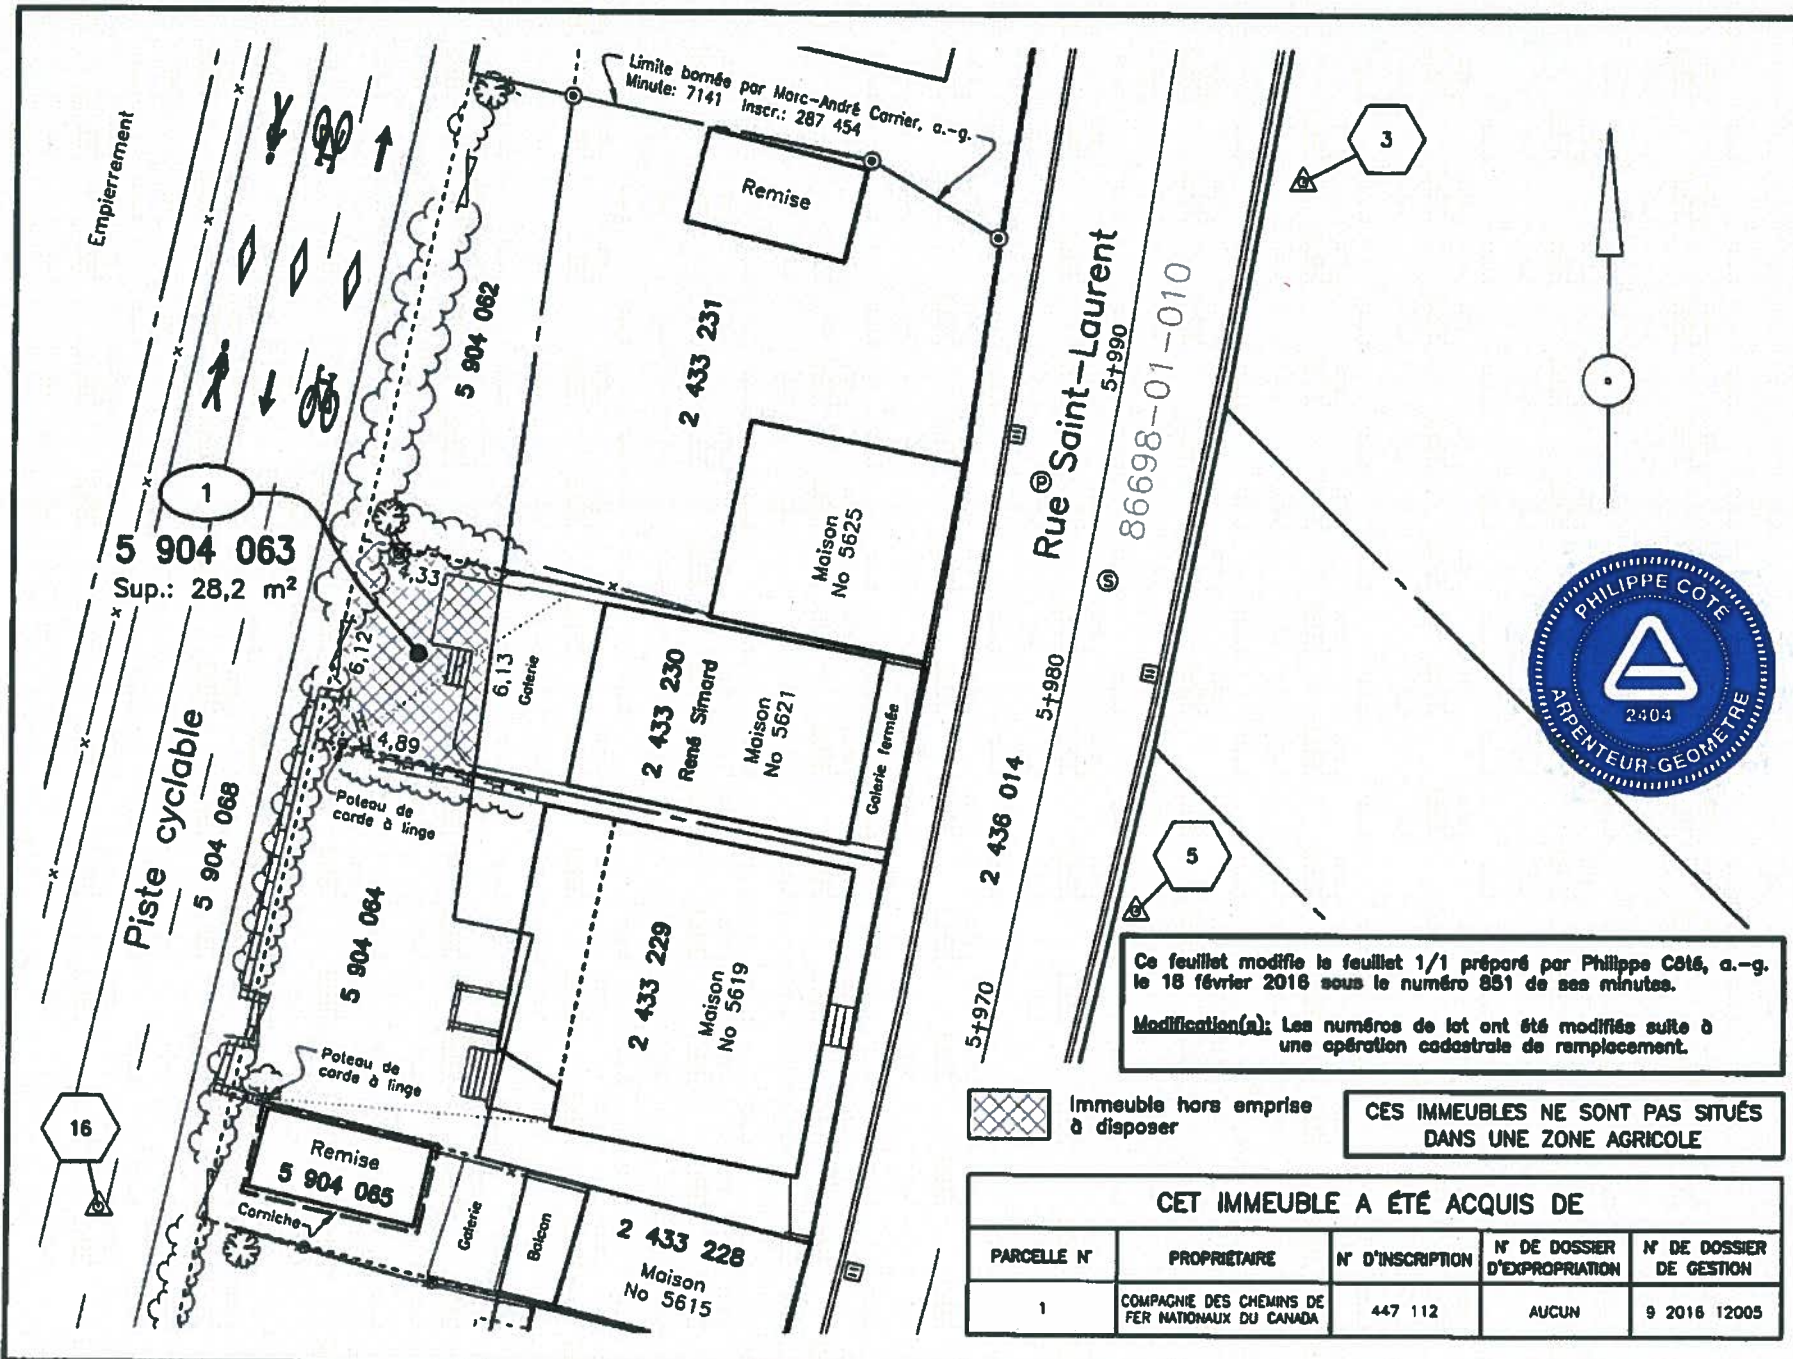 Limite bornée par Marc-André Carrier, a.-g.
Minute: 7141 Inscr.: 287 454
Empierrement
Remise
3
5 904 062
2 433 231
Rue Saint-Laurent
5+990
86698-01-010
P
S
1
5 904 063
Sup.: 28,2 m²
Maison
No 5625
4,33
6,12
6,13
4,89
Galerie
2 433 230
René Simard
Maison
No 5621
Galerie fermée
5+980
2 436 014
5+970
PHILIPPE COTÉ
2404
ARPENTEUR-GÉOMÈTRE
Piste cyclable
5 904 068
Poteau de
corde à linge
5 904 064
2 433 229
Maison
No 5619
5
Ce feuillet modifie le feuillet 1/1 préparé par Philippe Côté, a.-g.
le 18 février 2016 sous le numéro 851 de ses minutes.
Modification(s): Les numéros de lot ont été modifiés suite à
une opération cadastrale de remplacement.
Poteau de
corde à linge
16
Immeuble hors emprise
à disposer
CES IMMEUBLES NE SONT PAS SITUÉS
DANS UNE ZONE AGRICOLE
Remise
5 904 065
Corniche
Galerie
Balcon
2 433 228
Maison
No 5615
CET IMMEUBLE A ÉTÉ ACQUIS DE
PARCELLE N° PROPRIÉTAIRE N° D'INSCRIPTION N° DE DOSSIER D'EXPROPRIATION N° DE DOSSIER DE GESTION
1 COMPAGNIE DES CHEMINS DE FER NATIONAUX DU CANADA 447 112 AUCUN 9 2016 12005